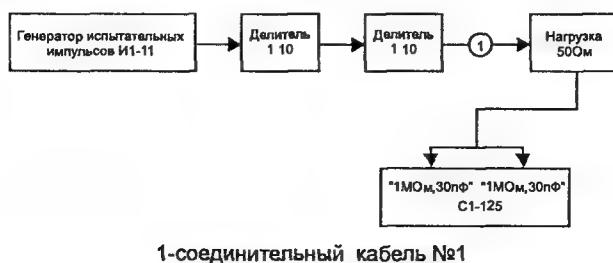 Генератор испытательных
импульсов И1-11
Делитель
1 10
Делитель
1 10
1
Нагрузка
50Ом
"1МОм,30пФ" "1МОм,30пФ"
С1-125
1-соединительный кабель №1